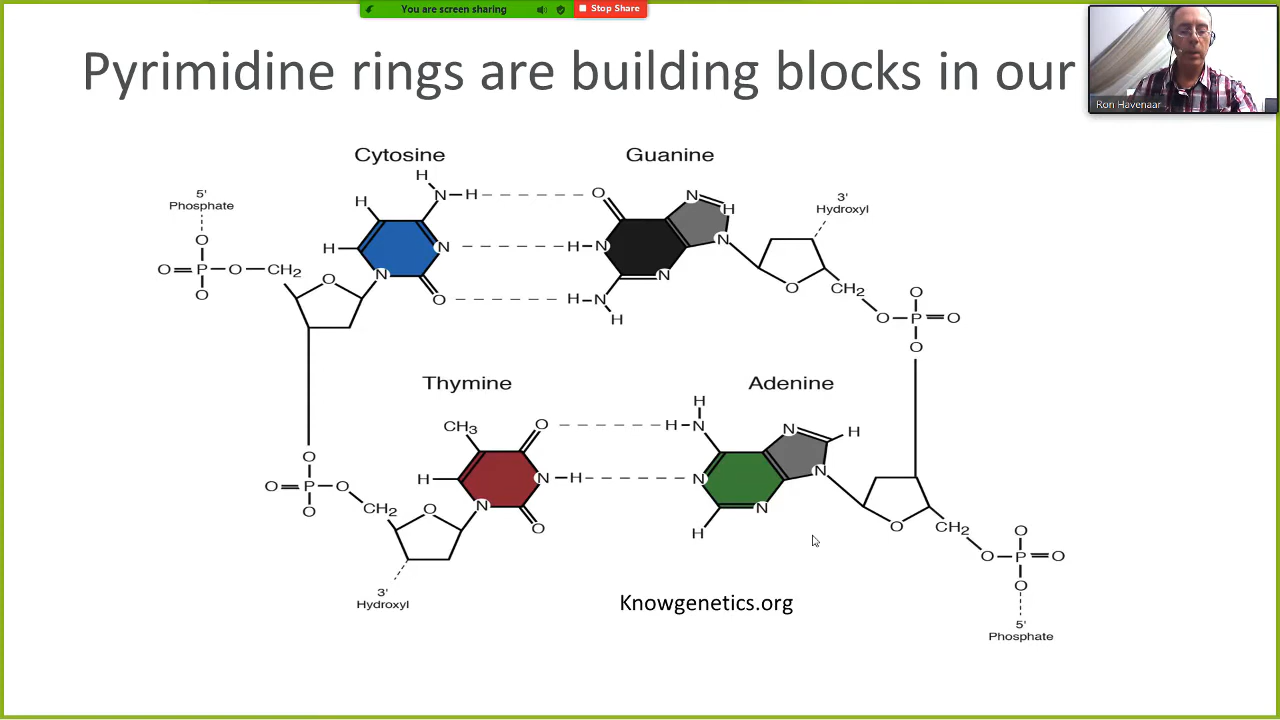 You are screen sharing
Stop Share
Pyrimidine rings are building blocks in our
Ron Havenaar
Cytosine
Guanine
H
N H O N H
H
5'
Phosphate
3'
Hydroxyl
H N H N N
O
O P O CH2 O N O H N N O CH2
O
H
O
O P O
O
Thymine
Adenine
CH3 O H N N H
H
H N H N N
O
O P O CH2 O N O H N O CH2
O
O
O P O
O
3'
Hydroxyl
Knowgenetics.org
5'
Phosphate